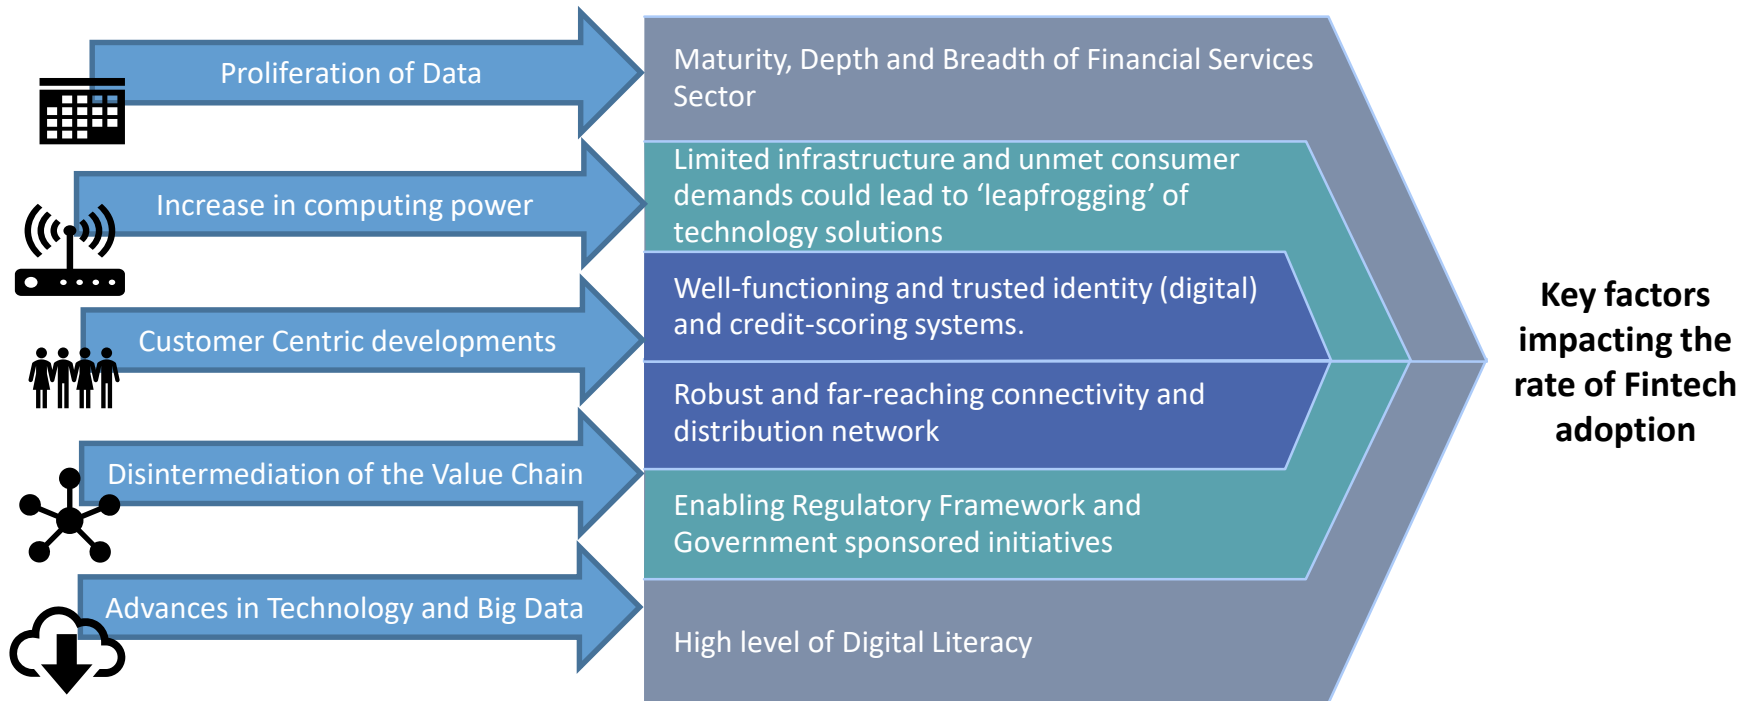 Proliferation of Data
Increase in computing power
Customer Centric developments
Disintermediation of the Value Chain
Advances in Technology and Big Data
Maturity, Depth and Breadth of Financial Services
Sector
Limited infrastructure and unmet consumer
demands could lead to ‘leapfrogging’ of
technology solutions
Well-functioning and trusted identity (digital)
and credit-scoring systems.
Robust and far-reaching connectivity and
distribution network
Enabling Regulatory Framework and
Government sponsored initiatives
High level of Digital Literacy
Key factors
impacting the
rate of Fintech
adoption